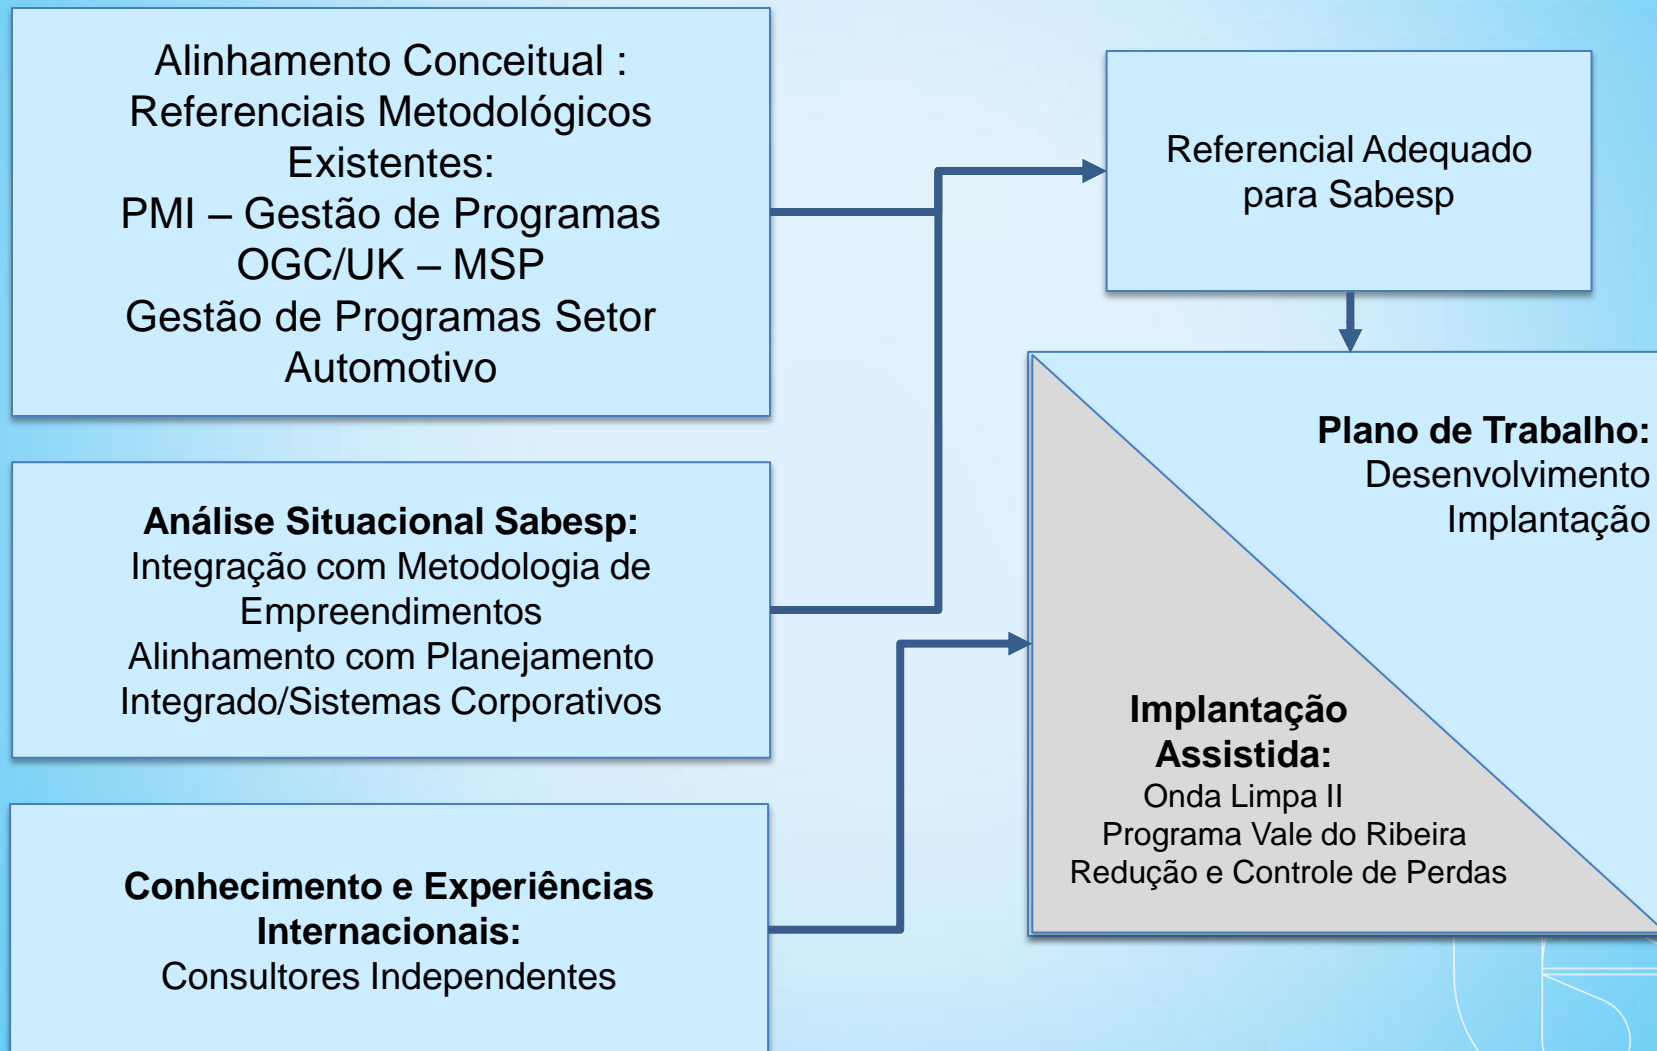 Alinhamento Conceitual :
Referenciais Metodológicos
Existentes:
PMI – Gestão de Programas
OGC/UK – MSP
Gestão de Programas Setor
Automotivo
Análise Situacional Sabesp:
Integração com Metodologia de
Empreendimentos
Alinhamento com Planejamento
Integrado/Sistemas Corporativos
Conhecimento e Experiências
Internacionais:
Consultores Independentes
Referencial Adequado
para Sabesp
Plano de Trabalho:
Desenvolvimento
Implantação
Implantação
Assistida:
Onda Limpa II
Programa Vale do Ribeira
Redução e Controle de Perdas